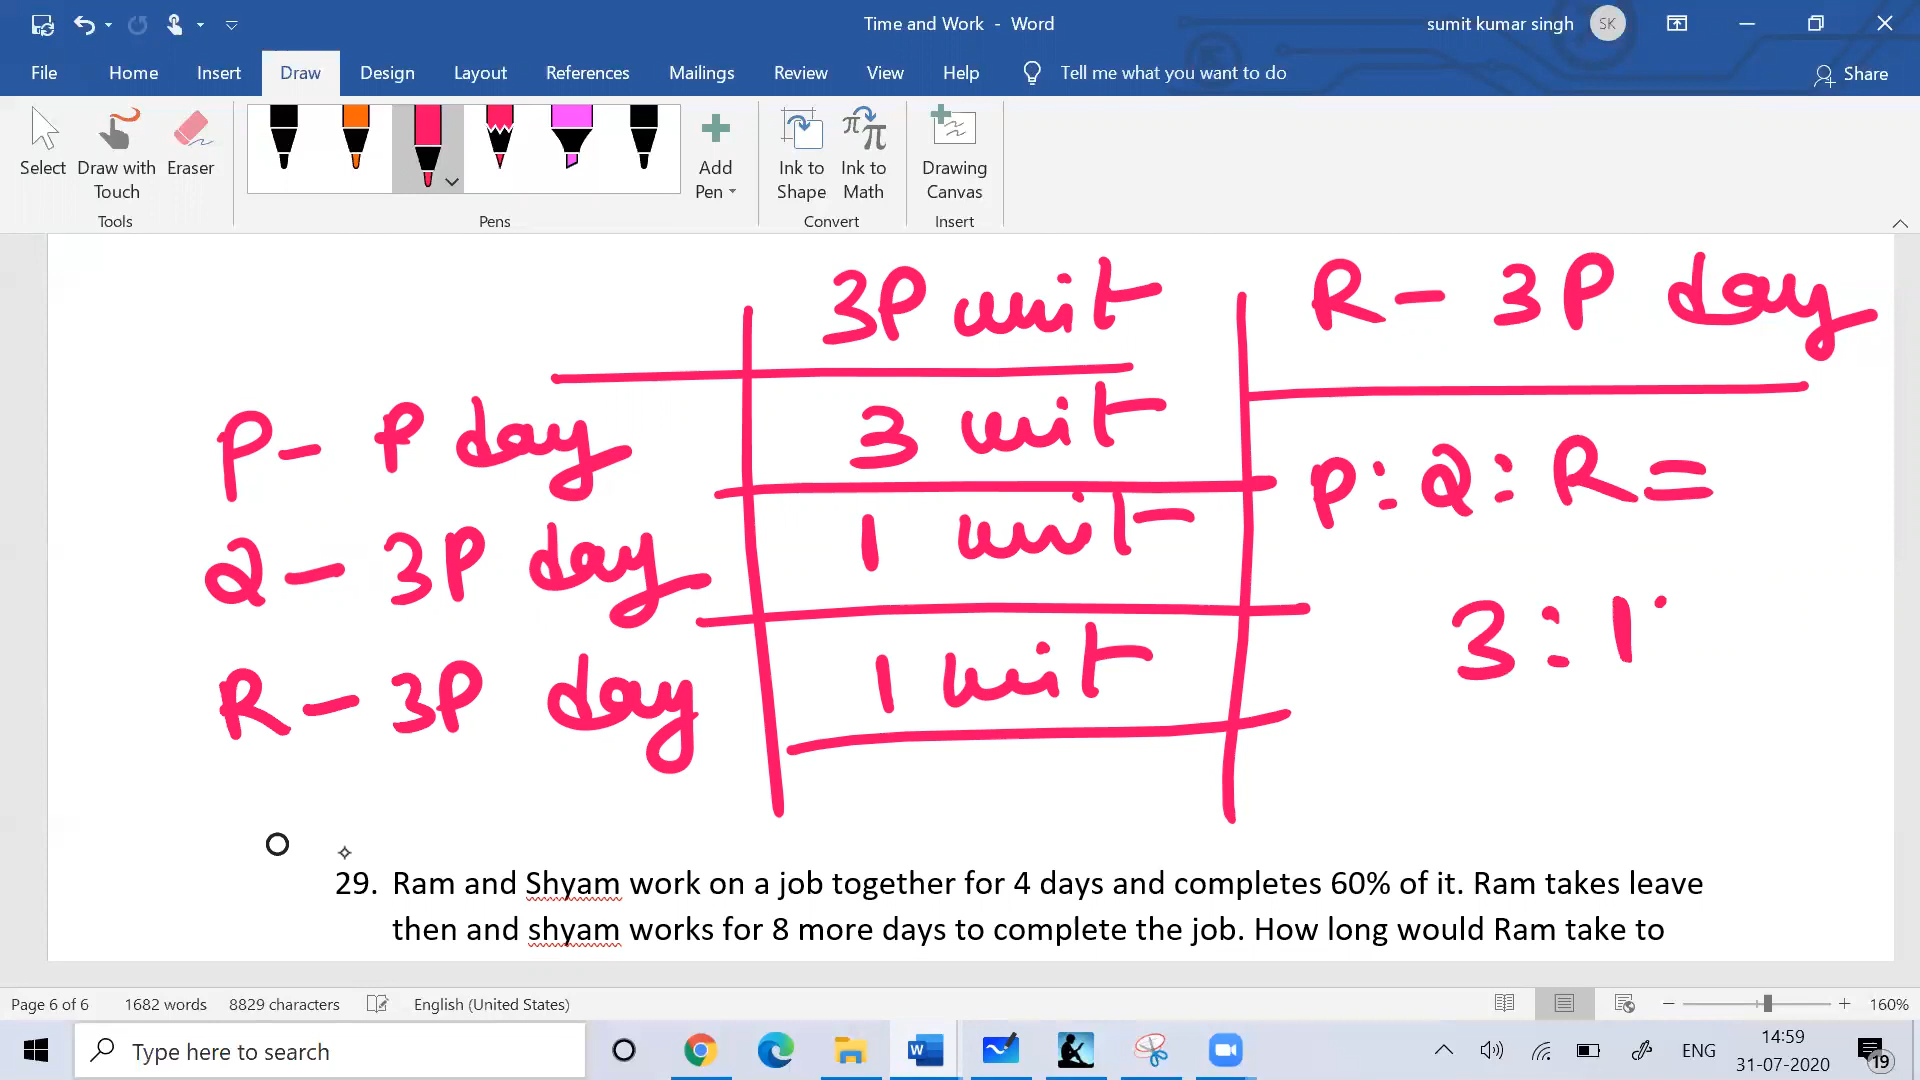 Time and Work - Word
sumit kumar singh
SK
File Home Insert Draw Design Layout References Mailings Review View Help Tell me what you want to do Share
Select
Draw with Touch
Eraser
Tools
Pens
Add Pen
Ink to Shape
Ink to Math
Convert
Drawing Canvas
Insert
3P unit
R - 3P day
P - P day
3 unit
P : Q : R =
Q - 3P day
1 unit
3 : 1
R - 3P day
1 unit
29. Ram and Shyam work on a job together for 4 days and completes 60% of it. Ram takes leave
then and shyam works for 8 more days to complete the job. How long would Ram take to
Page 6 of 6 1682 words 8829 characters English (United States) 160%
Type here to search
ENG
14:59
31-07-2020
19